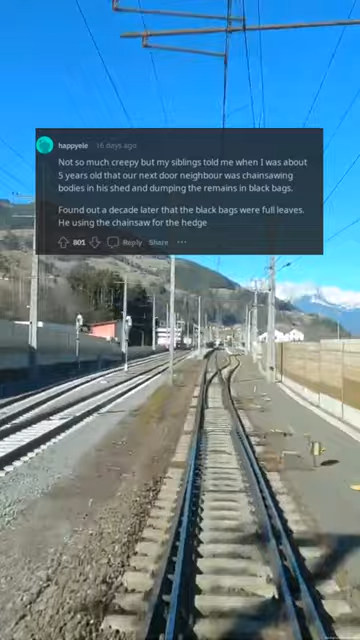 happyele · 16 days ago
Not so much creepy but my siblings told me when I was about
5 years old that our next door neighbour was chainsawing
bodies in his shed and dumping the remains in black bags.
Found out a decade later that the black bags were full leaves.
He using the chainsaw for the hedge
801 Reply Share ···